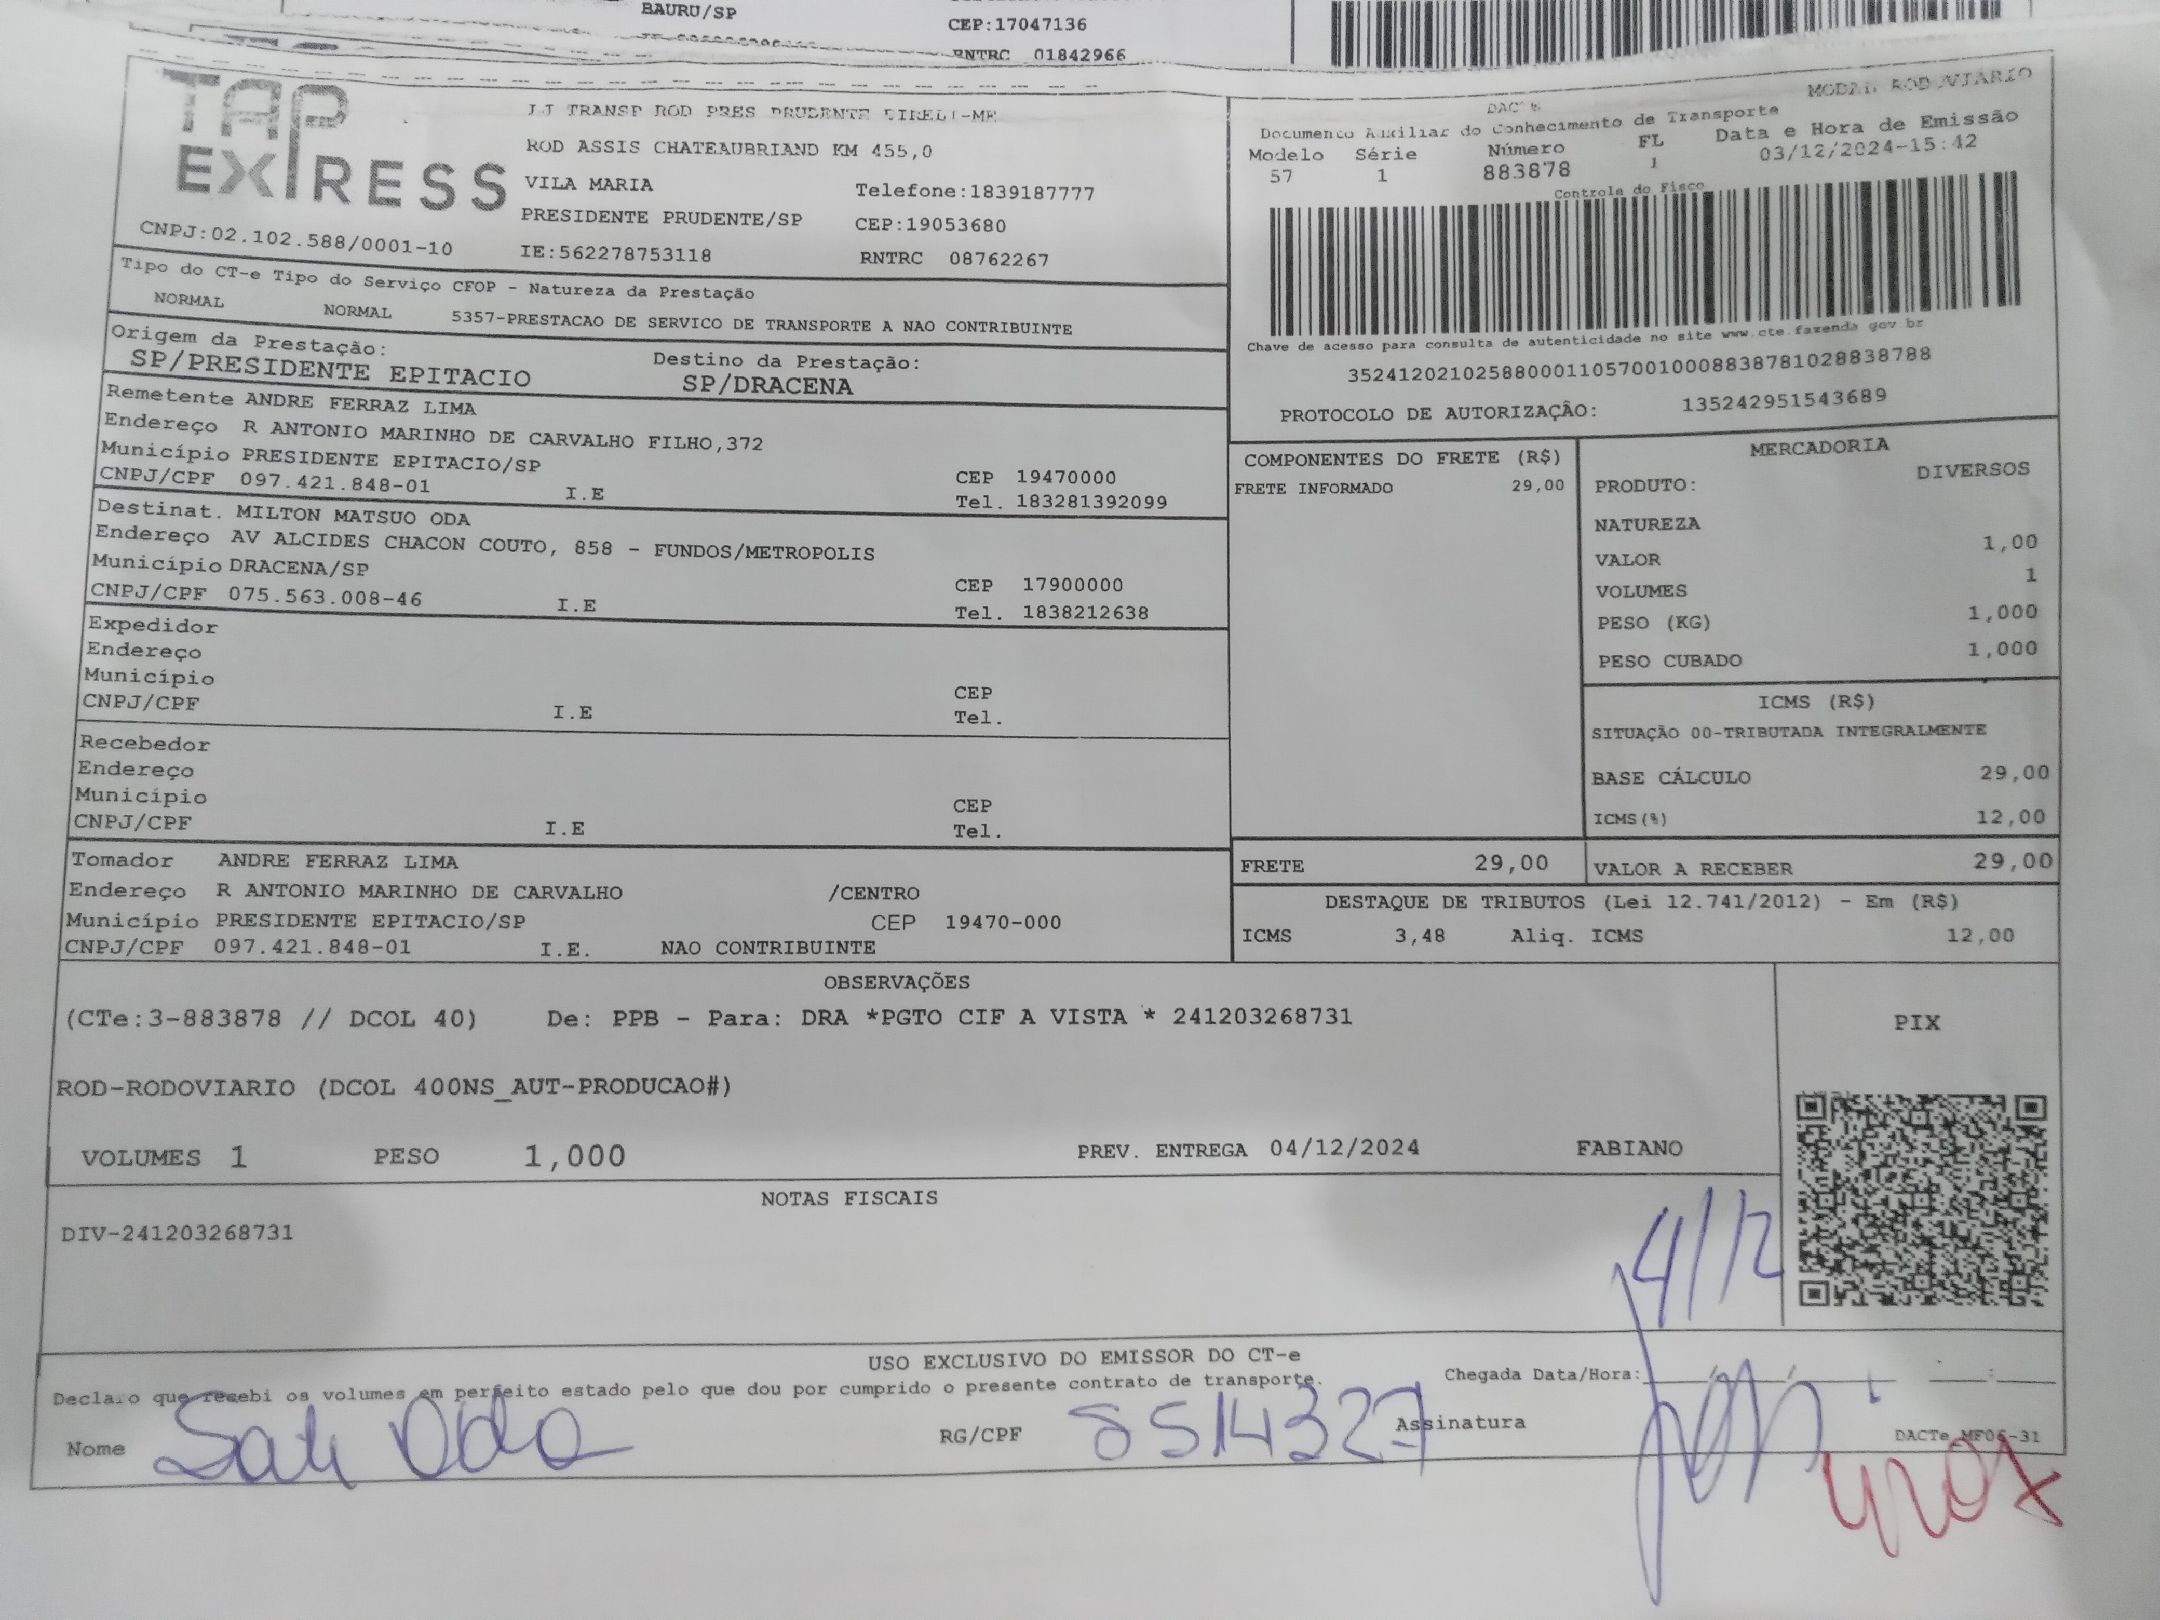 BAURU/SP
CEP:17047136
RNTRC 01842966
TAP EXPRESS
CNPJ:02.102.588/0001-10
TRANSP ROD PRES PRUDENTE EIRELI-ME
ROD ASSIS CHATEAUBRIAND KM 455,0
VILA MARIA Telefone:1839187777
PRESIDENTE PRUDENTE/SP CEP:19053680
IE:562278753118 RNTRC 08762267
MODAL RODOVIARIO
DACTE
Documento Auxiliar do Conhecimento de Transporte
Modelo Série Número FL Data e Hora de Emissão
57 1 883878 1 03/12/2024-15:42
Controle do Fisco
Chave de acesso para consulta de autenticidade no site www.cte.fazenda gov.br
35241202102588000110570010008838781028838788
PROTOCOLO DE AUTORIZAÇÃO: 135242951543689
Tipo do CT-e Tipo do Serviço CFOP - Natureza da Prestação
NORMAL NORMAL 5357-PRESTACAO DE SERVICO DE TRANSPORTE A NAO CONTRIBUINTE
Origem da Prestação: Destino da Prestação:
SP/PRESIDENTE EPITACIO SP/DRACENA
Remetente ANDRE FERRAZ LIMA
Endereço R ANTONIO MARINHO DE CARVALHO FILHO,372
Município PRESIDENTE EPITACIO/SP CEP 19470000
CNPJ/CPF 097.421.848-01 I.E Tel. 183281392099
Destinat. MILTON MATSUO ODA
Endereço AV ALCIDES CHACON COUTO, 858 - FUNDOS/METROPOLIS
Município DRACENA/SP CEP 17900000
CNPJ/CPF 075.563.008-46 I.E Tel. 1838212638
Expedidor
Endereço
Município CEP
CNPJ/CPF I.E Tel.
Recebedor
Endereço
Município CEP
CNPJ/CPF I.E Tel.
Tomador ANDRE FERRAZ LIMA
Endereço R ANTONIO MARINHO DE CARVALHO /CENTRO
Município PRESIDENTE EPITACIO/SP CEP 19470-000
CNPJ/CPF 097.421.848-01 I.E. NAO CONTRIBUINTE
COMPONENTES DO FRETE (R$)
FRETE INFORMADO 29,00
MERCADORIA
PRODUTO: DIVERSOS
NATUREZA
VALOR 1,00
VOLUMES 1
PESO (KG) 1,000
PESO CUBADO 1,000
ICMS (R$)
SITUAÇÃO 00-TRIBUTADA INTEGRALMENTE
BASE CÁLCULO 29,00
ICMS(%) 12,00
FRETE 29,00 VALOR A RECEBER 29,00
DESTAQUE DE TRIBUTOS (Lei 12.741/2012) - Em (R$)
ICMS 3,48 Aliq. ICMS 12,00
OBSERVAÇÕES
(CTe:3-883878 // DCOL 40) De: PPB - Para: DRA *PGTO CIF A VISTA * 241203268731
PIX
ROD-RODOVIARIO (DCOL 400NS_AUT-PRODUCAO#)
VOLUMES 1 PESO 1,000 PREV. ENTREGA 04/12/2024 FABIANO
NOTAS FISCAIS
DIV-241203268731
4/12
USO EXCLUSIVO DO EMISSOR DO CT-e
Declaro que recebi os volumes em perfeito estado pelo que dou por cumprido o presente contrato de transporte. Chegada Data/Hora:
Nome Oda RG/CPF 8514327 Assinatura
DACTe MF06-31